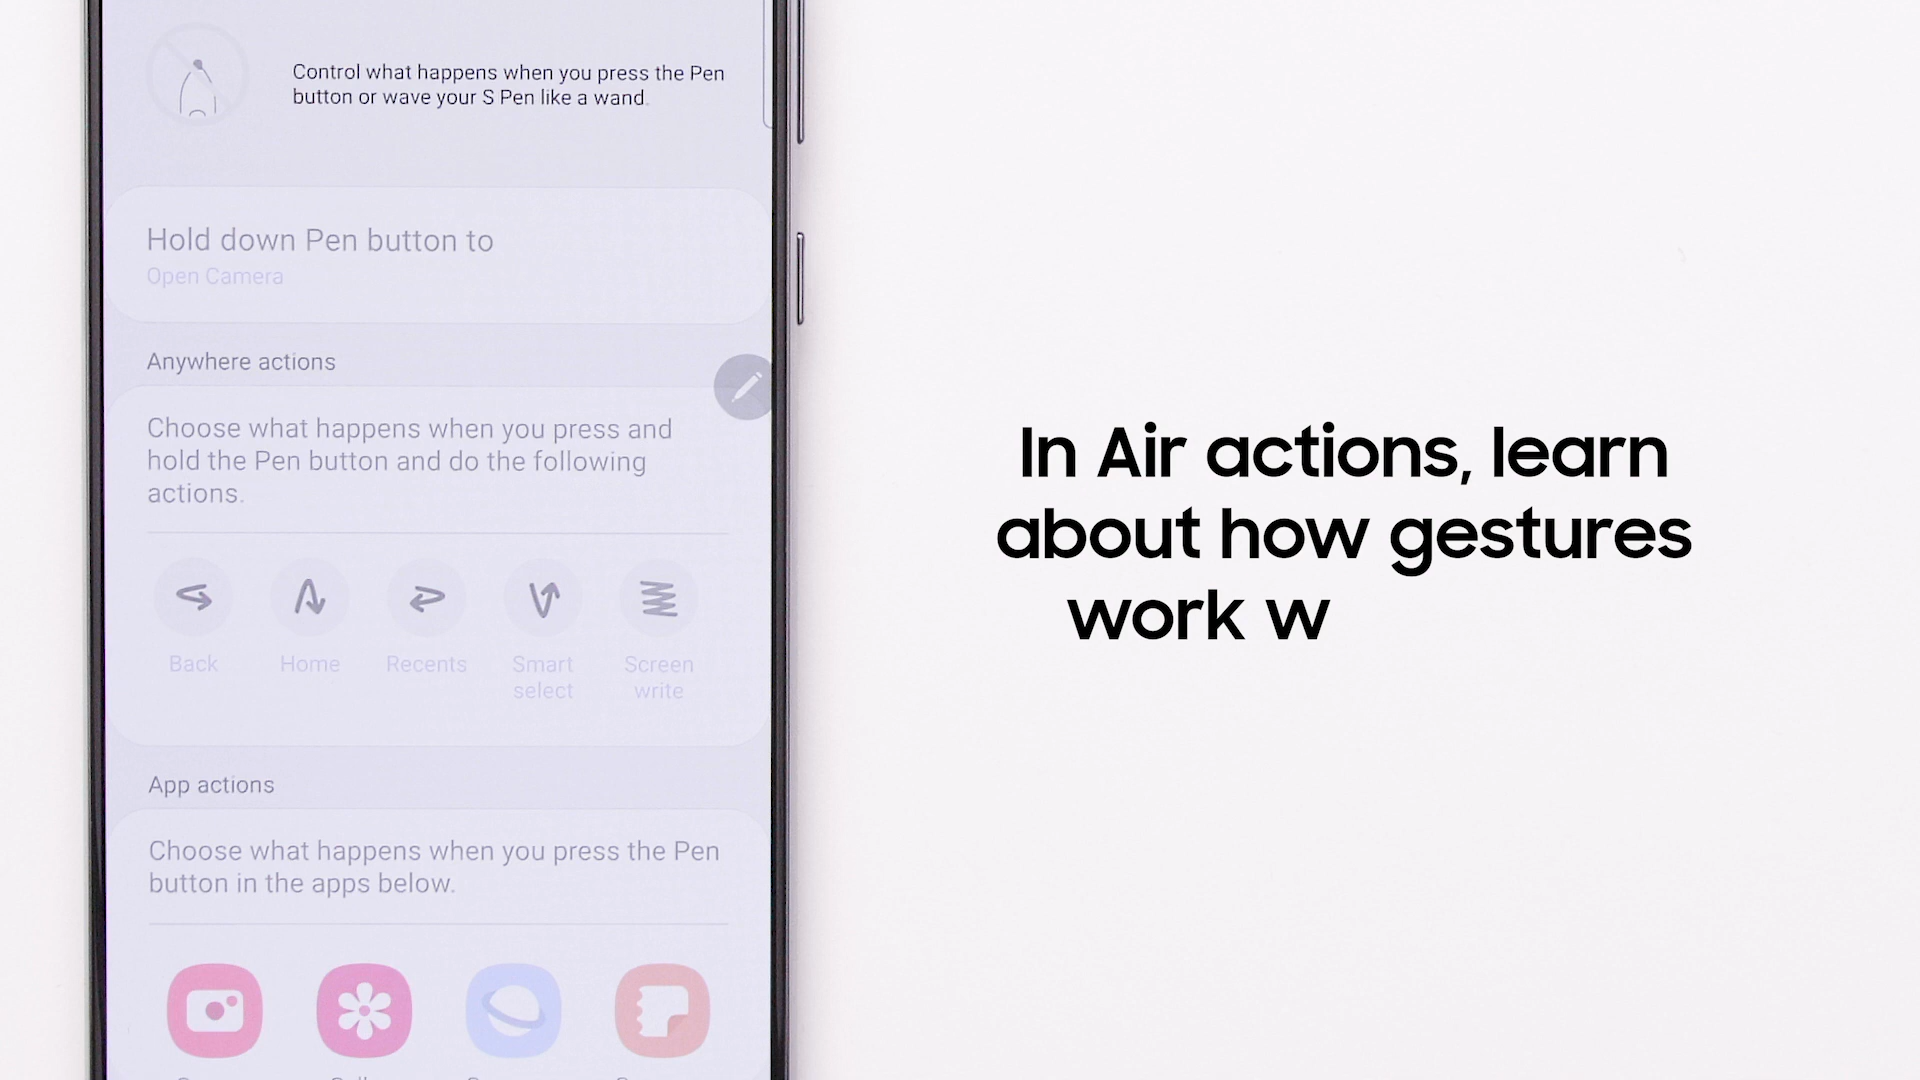 Control what happens when you press the Pen
button or wave your S Pen like a wand.
Hold down Pen button to
Open Camera
Anywhere actions
Choose what happens when you press and
hold the Pen button and do the following
actions.
Back
Home
Recents
Smart
select
Screen
write
App actions
Choose what happens when you press the Pen
button in the apps below.
In Air actions, learn
about how gestures
work w